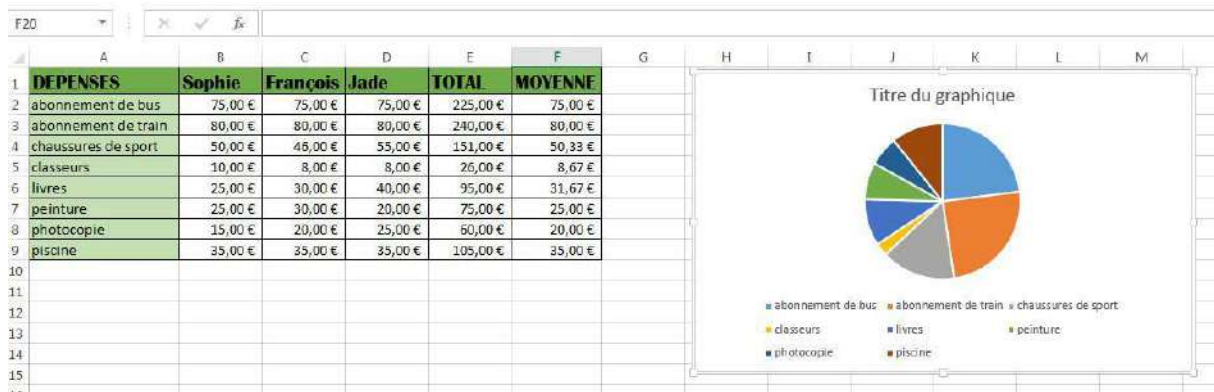 F20 fx
A B C D E F G H I J K L M
1 DEPENSES Sophie François Jade TOTAL MOYENNE
2 abonnement de bus 75,00 € 75,00 € 75,00 € 225,00 € 75,00 €
3 abonnement de train 80,00 € 80,00 € 80,00 € 240,00 € 80,00 €
4 chaussures de sport 50,00 € 46,00 € 55,00 € 151,00 € 50,33 €
5 classeurs 10,00 € 8,00 € 8,00 € 26,00 € 8,67 €
6 livres 25,00 € 30,00 € 40,00 € 95,00 € 31,67 €
7 peinture 25,00 € 30,00 € 20,00 € 75,00 € 25,00 €
8 photocopie 15,00 € 20,00 € 25,00 € 60,00 € 20,00 €
9 piscine 35,00 € 35,00 € 35,00 € 105,00 € 35,00 €
10
11
12
13
14
15
Titre du graphique
abonnement de bus abonnement de train chaussures de sport
classeurs livres peinture
photocopie piscine